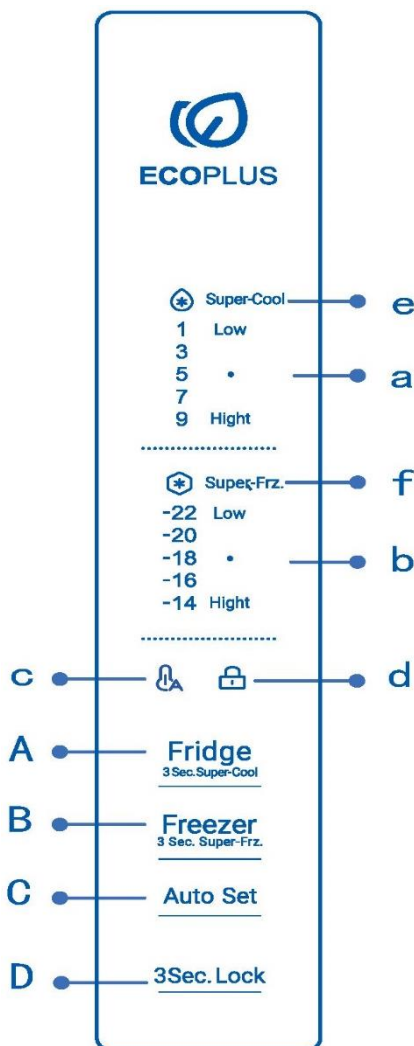 ECOPLUS
Super-Cool e
1 Low
3
5 • a
7
9 Hight
Super-Frz. f
-22 Low
-20
-18 • b
-16
-14 Hight
c d
A Fridge
3 Sec.Super-Cool
B Freezer
3 Sec. Super-Frz.
C Auto Set
D 3Sec. Lock